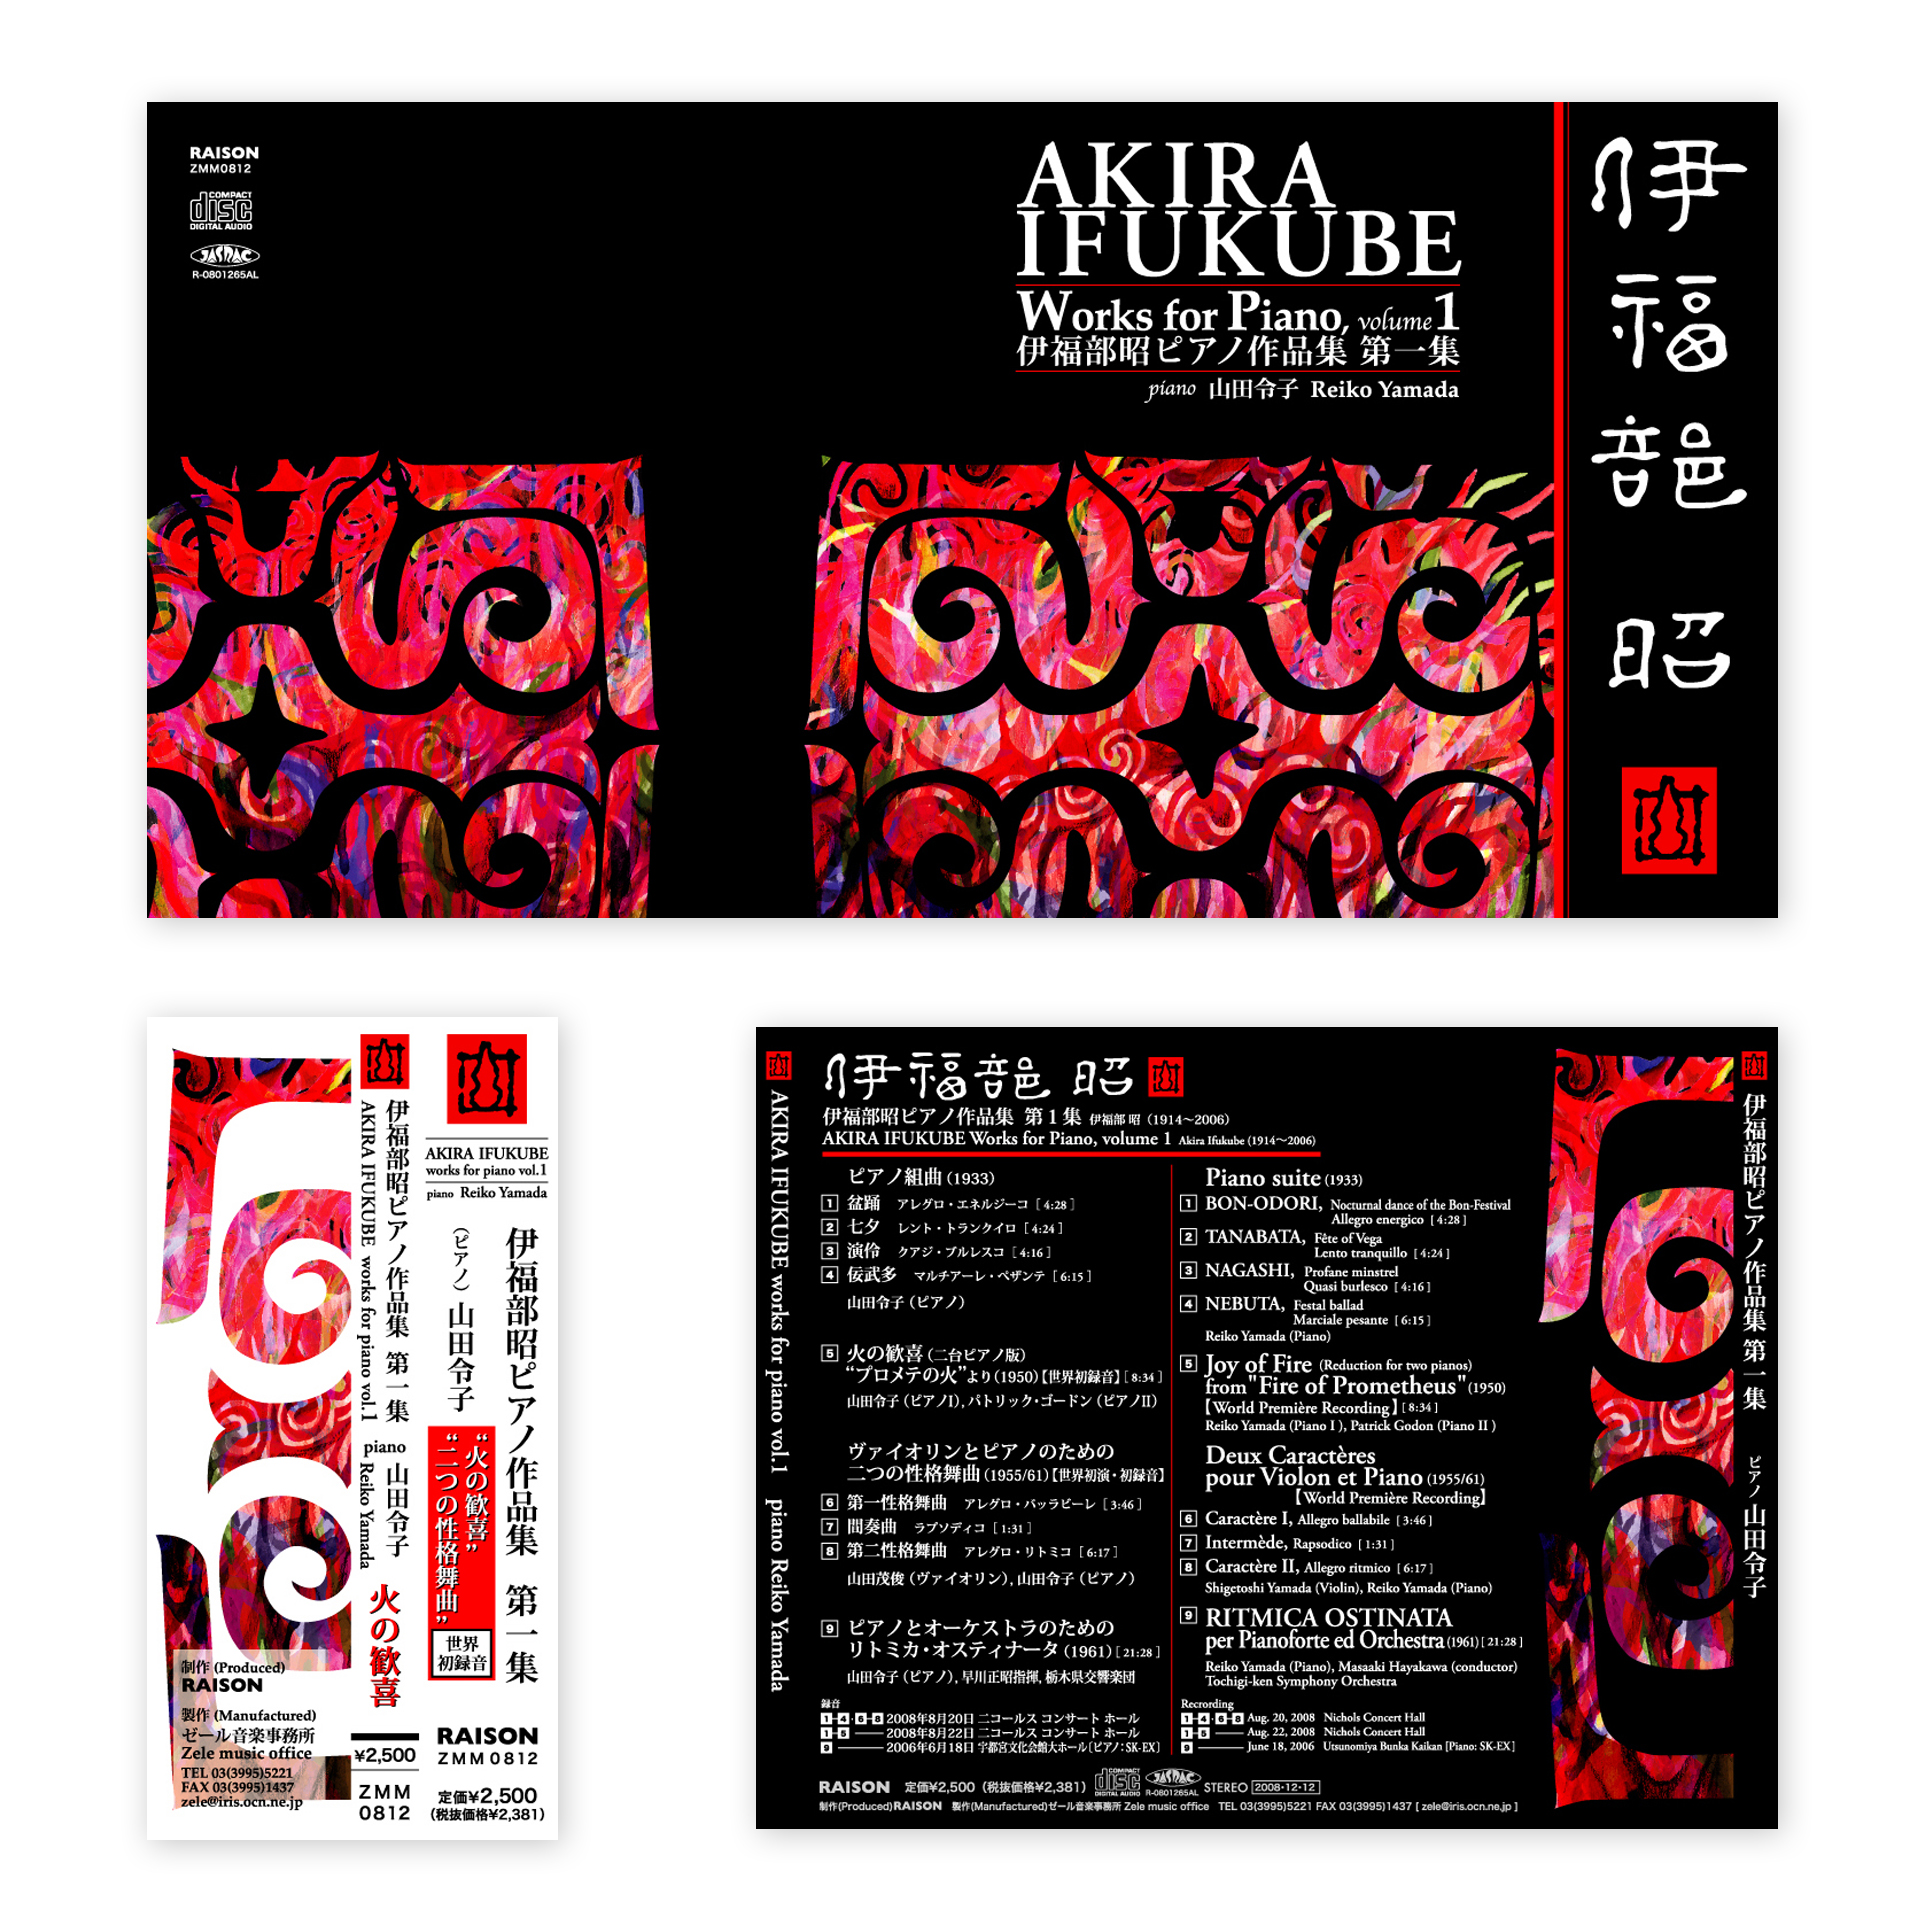 RAISON
ZMM0812
COMPACT
disc
DIGITAL AUDIO
JASRAC
R-0801265AL
AKIRA
IFUKUBE
Works for Piano, volume 1
伊福部昭ピアノ作品集 第一集
piano 山田令子 Reiko Yamada
伊福部 昭
AKIRA IFUKUBE
works for piano vol.1
piano Reiko Yamada
伊福部昭ピアノ作品集 第一集
（ピアノ）山田令子
“火の歓喜”
“二つの性格舞曲”
世界
初録音
RAISON
ZMM0812
定価¥2,500
（税抜価格¥2,381）
伊福部昭ピアノ作品集 第一集 piano 山田令子
AKIRA IFUKUBE works for piano vol.1 Reiko Yamada
火の歓喜
¥2,500
ZMM
0812
制作 (Produced)
RAISON
製作 (Manufactured)
ゼール音楽事務所
Zele music office
TEL 03(3995)5221
FAX 03(3995)1437
zele@iris.ocn.ne.jp
AKIRA IFUKUBE works for piano vol.1 piano Reiko Yamada
伊福部 昭
伊福部昭ピアノ作品集 第1集 伊福部 昭（1914〜2006）
AKIRA IFUKUBE Works for Piano, volume 1 Akira Ifukube (1914〜2006)
ピアノ組曲（1933）
1 盆踊 アレグロ・エネルジーコ［4:28］
2 七夕 レント・トランクイロ［4:24］
3 演伶 クアジ・ブルレスコ［4:16］
4 佞武多 マルチアーレ・ペザンテ［6:15］
山田令子（ピアノ）
5 火の歓喜（二台ピアノ版）
“プロメテの火”より（1950）【世界初録音】［8:34］
山田令子（ピアノI）, パトリック・ゴードン（ピアノII）
ヴァイオリンとピアノのための
二つの性格舞曲（1955/61）【世界初演・初録音】
6 第一性格舞曲 アレグロ・バッラビーレ［3:46］
7 間奏曲 ラプソディコ［1:31］
8 第二性格舞曲 アレグロ・リトミコ［6:17］
山田茂俊（ヴァイオリン）, 山田令子（ピアノ）
9 ピアノとオーケストラのための
リトミカ・オスティナータ（1961）［21:28］
山田令子（ピアノ）, 早川正昭指揮, 栃木県交響楽団
録音
1-4・6-8 2008年8月20日 ニコールス コンサート ホール
1-5 2008年8月22日 ニコールス コンサート ホール
9 2006年6月18日 宇都宮文化会館大ホール［ピアノ：SK-EX］
Piano suite (1933)
1 BON-ODORI, Nocturnal dance of the Bon-Festival
Allegro energico [4:28]
2 TANABATA, Fête of Vega
Lento tranquillo [4:24]
3 NAGASHI, Profane minstrel
Quasi burlesco [4:16]
4 NEBUTA, Festal ballad
Marciale pesante [6:15]
Reiko Yamada (Piano)
5 Joy of Fire (Reduction for two pianos)
from "Fire of Prometheus" (1950)
【World Première Recording】[8:34]
Reiko Yamada (Piano I ), Patrick Godon (Piano II )
Deux Caractères
pour Violon et Piano (1955/61)
【World Première Recording】
6 Caractère I, Allegro ballabile [3:46]
7 Intermède, Rapsodico [1:31]
8 Caractère II, Allegro ritmico [6:17]
Shigetoshi Yamada (Violin), Reiko Yamada (Piano)
9 RITMICA OSTINATA
per Pianoforte ed Orchestra (1961) [21:28]
Reiko Yamada (Piano), Masaaki Hayakawa (conductor)
Tochigi-ken Symphony Orchestra
Recrording
1-4・6-8 Aug. 20, 2008 Nichols Concert Hall
1-5 Aug. 22, 2008 Nichols Concert Hall
9 June 18, 2006 Utsunomiya Bunka Kaikan [Piano: SK-EX]
RAISON 定価¥2,500（税抜価格¥2,381） COMPACT disc DIGITAL AUDIO JASRAC R-0801265AL STEREO 2008・12・12
制作(Produced)RAISON 製作(Manufactured)ゼール音楽事務所 Zele music office TEL 03(3995)5221 FAX 03(3995)1437 [ zele@iris.ocn.ne.jp ]
伊福部昭ピアノ作品集 第一集 ピアノ 山田令子